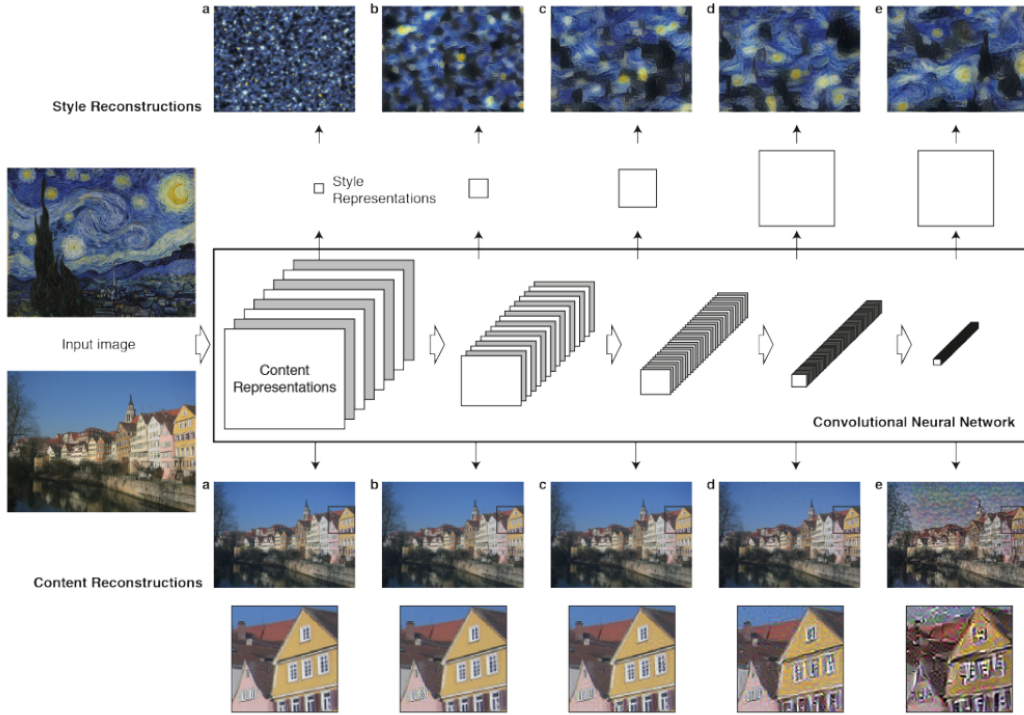 a
b
c
d
e
Style Reconstructions
Style
Representations
Input image
Content
Representations
Convolutional Neural Network
a
b
c
d
e
Content Reconstructions